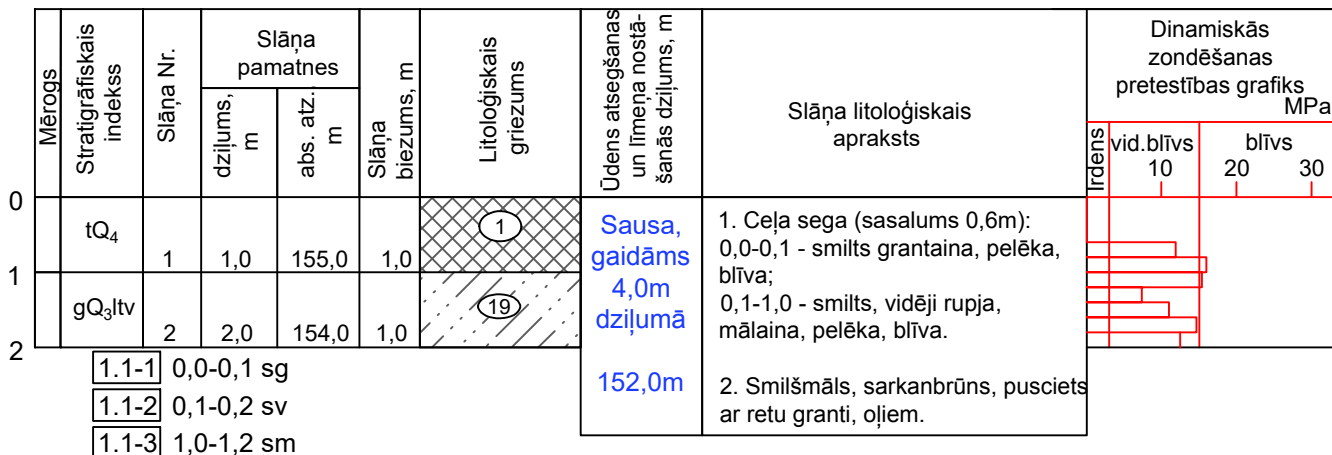 Mērogs
Stratigrāfiskais
indekss
Slāņa Nr.
Slāņa
pamatnes
dziļums,
m
abs. atz.,
m
Slāņa
biezums, m
Litoloģiskais
griezums
Ūdens atsegšanas
un līmeņa nostā-
šanās dziļums, m
Slāņa litoloģiskais
apraksts
Dinamiskās
zondēšanas
pretestības grafiks
MPa
Irdens
vid.blīvs
blīvs
10 20 30
0
tQ4
1 1,0 155,0 1,0
1
1
gQ3ltv
2 2,0 154,0 1,0
19
2
Sausa,
gaidāms
4,0m
dziļumā
152,0m
1. Ceļa sega (sasalums 0,6m):
0,0-0,1 - smilts grantaina, pelēka,
blīva;
0,1-1,0 - smilts, vidēji rupja,
mālaina, pelēka, blīva.
2. Smilšmāls, sarkanbrūns, pusciets
ar retu granti, oļiem.
1.1-1 0,0-0,1 sg
1.1-2 0,1-0,2 sv
1.1-3 1,0-1,2 sm